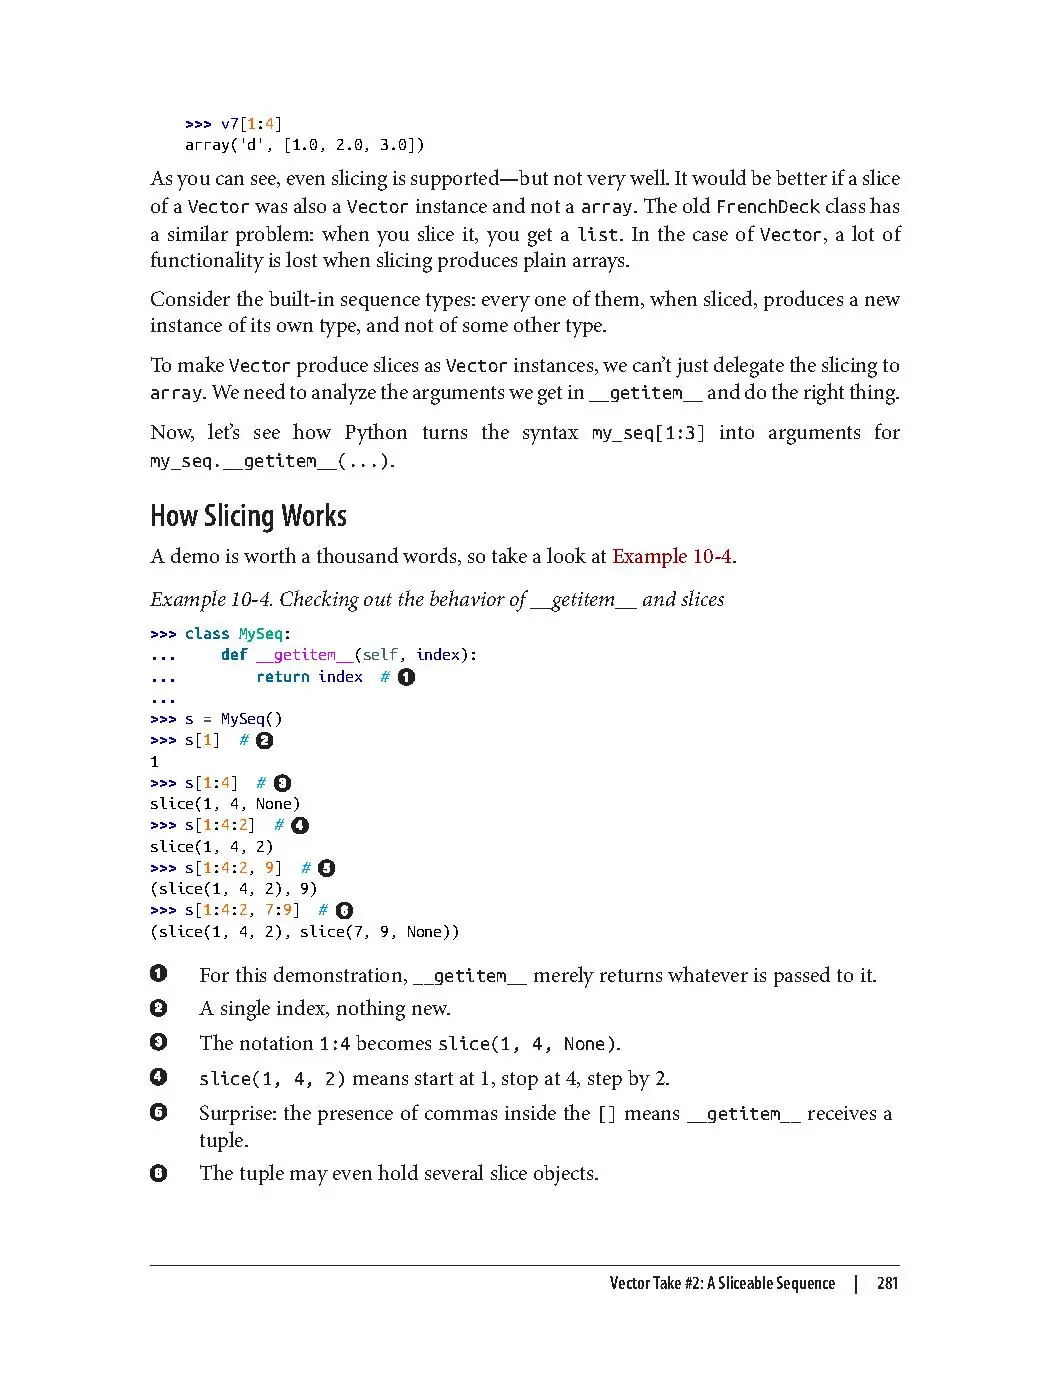 >>> v7[1:4]
array('d', [1.0, 2.0, 3.0])
As you can see, even slicing is supported—but not very well. It would be better if a slice
of a Vector was also a Vector instance and not a array. The old FrenchDeck class has
a similar problem: when you slice it, you get a list. In the case of Vector, a lot of
functionality is lost when slicing produces plain arrays.
Consider the built-in sequence types: every one of them, when sliced, produces a new
instance of its own type, and not of some other type.
To make Vector produce slices as Vector instances, we can’t just delegate the slicing to
array. We need to analyze the arguments we get in __getitem__ and do the right thing.
Now, let’s see how Python turns the syntax my_seq[1:3] into arguments for
my_seq.__getitem__(...).
How Slicing Works
A demo is worth a thousand words, so take a look at Example 10-4.
Example 10-4. Checking out the behavior of __getitem__ and slices
>>> class MySeq:
...     def __getitem__(self, index):
...         return index  # ❶
...
>>> s = MySeq()
>>> s[1]  # ❷
1
>>> s[1:4]  # ❸
slice(1, 4, None)
>>> s[1:4:2]  # ❹
slice(1, 4, 2)
>>> s[1:4:2, 9]  # ❺
(slice(1, 4, 2), 9)
>>> s[1:4:2, 7:9]  # ❻
(slice(1, 4, 2), slice(7, 9, None))
❶ For this demonstration, __getitem__ merely returns whatever is passed to it.
❷ A single index, nothing new.
❸ The notation 1:4 becomes slice(1, 4, None).
❹ slice(1, 4, 2) means start at 1, stop at 4, step by 2.
❺ Surprise: the presence of commas inside the [] means __getitem__ receives a
tuple.
❻ The tuple may even hold several slice objects.
Vector Take #2: A Sliceable Sequence | 281